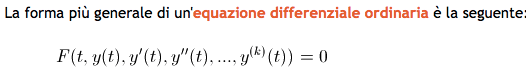 La forma più generale di un'equazione differenziale ordinaria è la seguente:
F(t, y(t), y′(t), y″(t), ...., y^(k)(t)) = 0